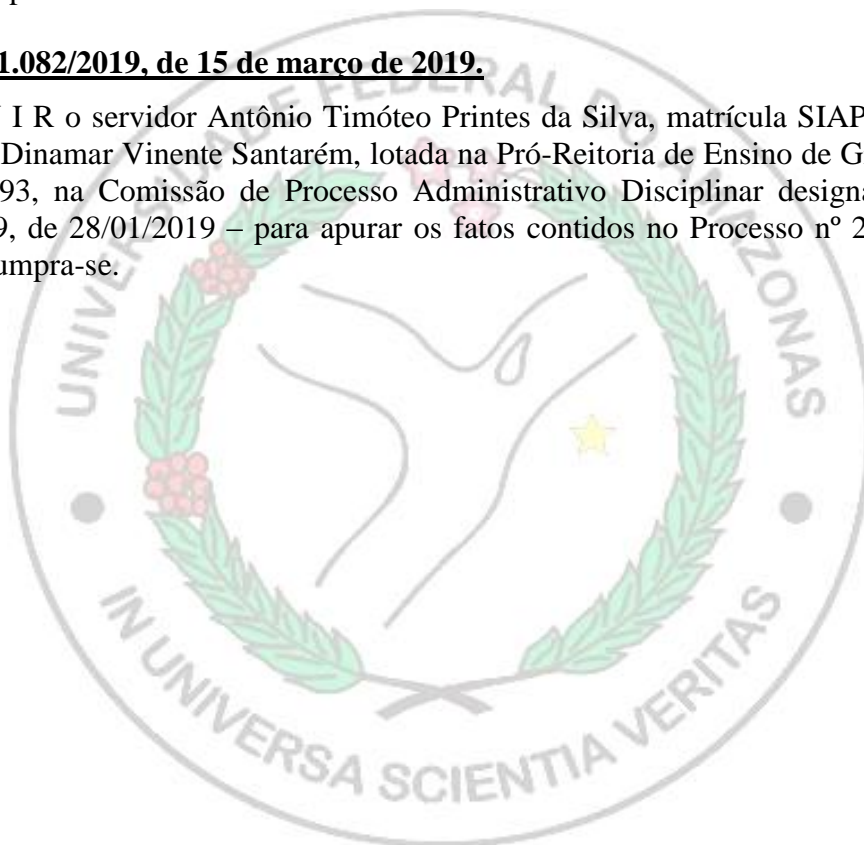 1.082/2019, de 15 de março de 2019.
I R o servidor Antônio Timóteo Printes da Silva, matrícula SIAP
Dinamar Vinente Santarém, lotada na Pró-Reitoria de Ensino de G
93, na Comissão de Processo Administrativo Disciplinar design
9, de 28/01/2019 – para apurar os fatos contidos no Processo nº 2
umpra-se.
UNIVERSIDADE FEDERAL DO AMAZONAS
IN UNIVERSA SCIENTIA VERITAS